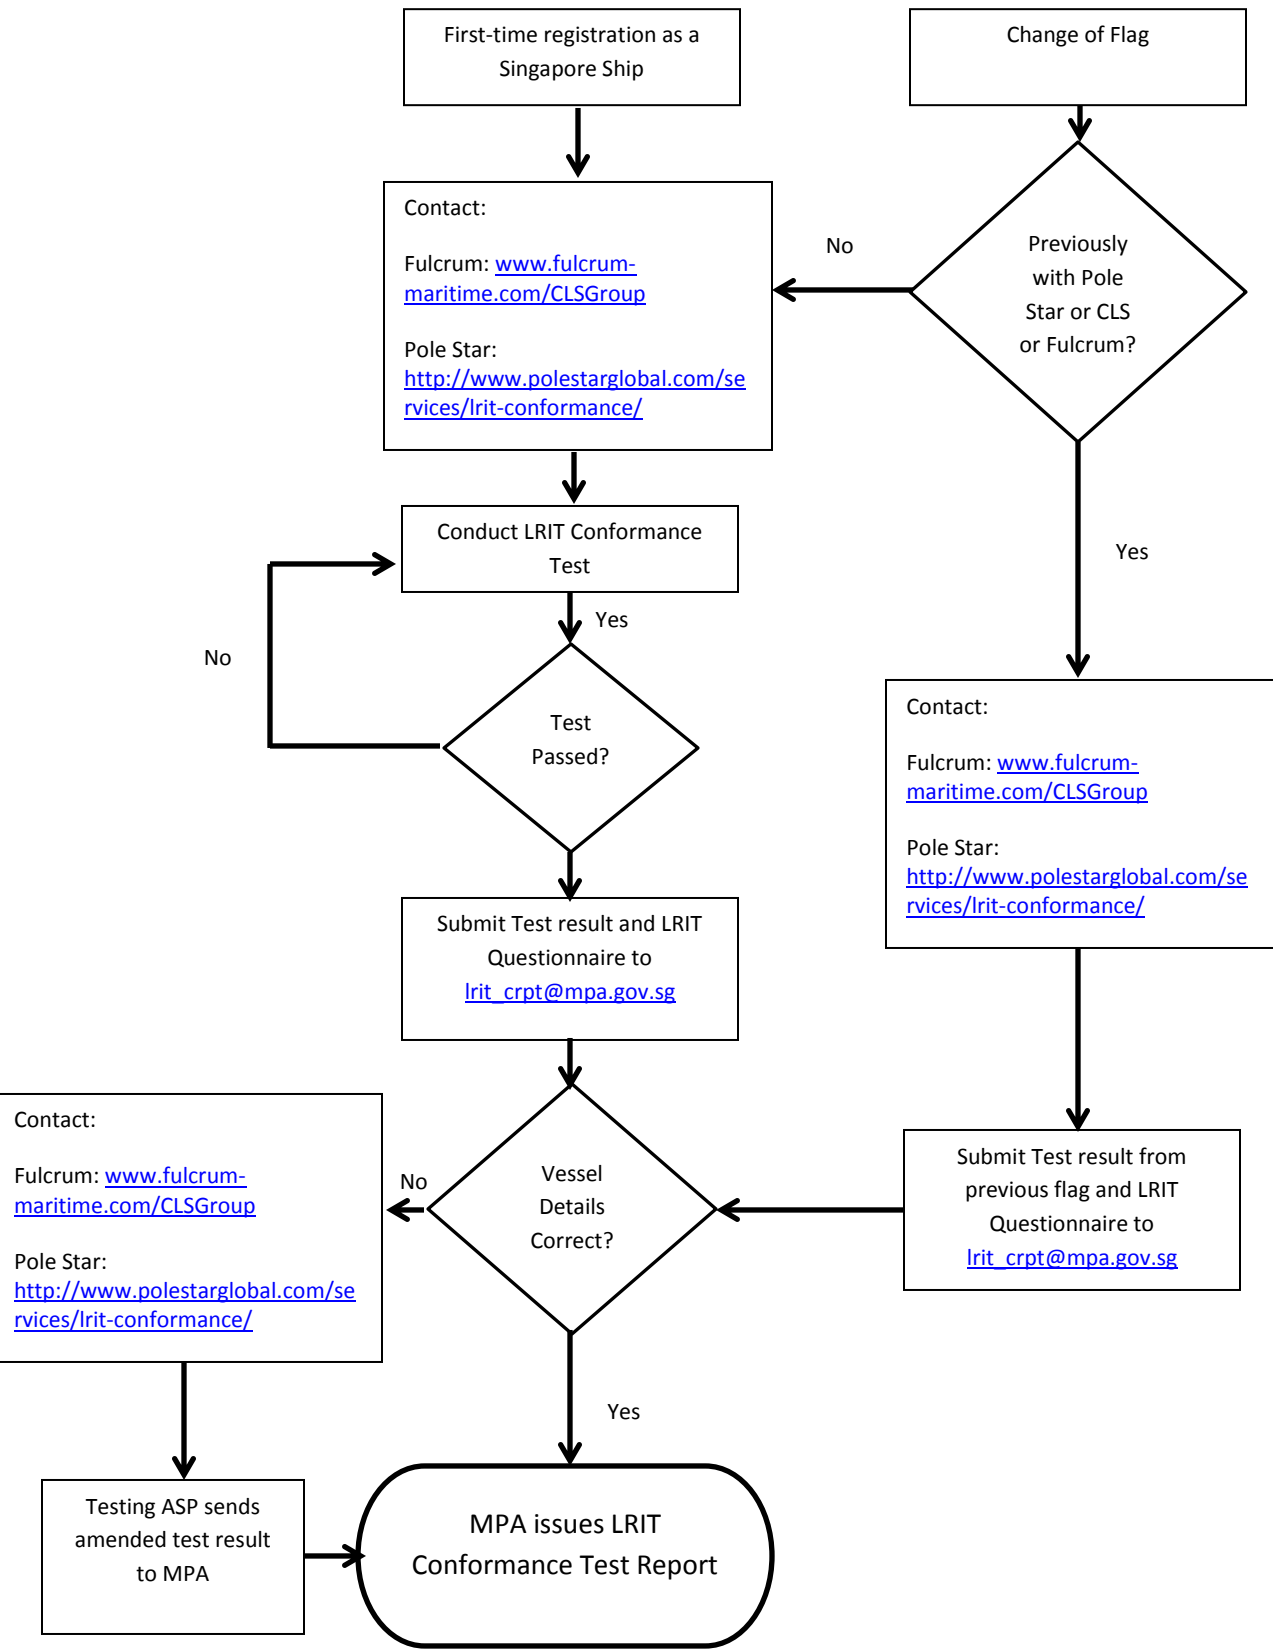 First-time registration as a
Singapore Ship
Change of Flag
Contact:
Fulcrum: www.fulcrum-
maritime.com/CLSGroup
Pole Star:
http://www.polestarglobal.com/se
rvices/lrit-conformance/
No
Previously
with Pole
Star or CLS
or Fulcrum?
Conduct LRIT Conformance
Test
Yes
Yes
No
Test
Passed?
Contact:
Fulcrum: www.fulcrum-
maritime.com/CLSGroup
Pole Star:
http://www.polestarglobal.com/se
rvices/lrit-conformance/
Submit Test result and LRIT
Questionnaire to
lrit_crpt@mpa.gov.sg
Contact:
Fulcrum: www.fulcrum-
maritime.com/CLSGroup
Pole Star:
http://www.polestarglobal.com/se
rvices/lrit-conformance/
No
Vessel
Details
Correct?
Submit Test result from
previous flag and LRIT
Questionnaire to
lrit_crpt@mpa.gov.sg
Yes
Testing ASP sends
amended test result
to MPA
MPA issues LRIT
Conformance Test Report